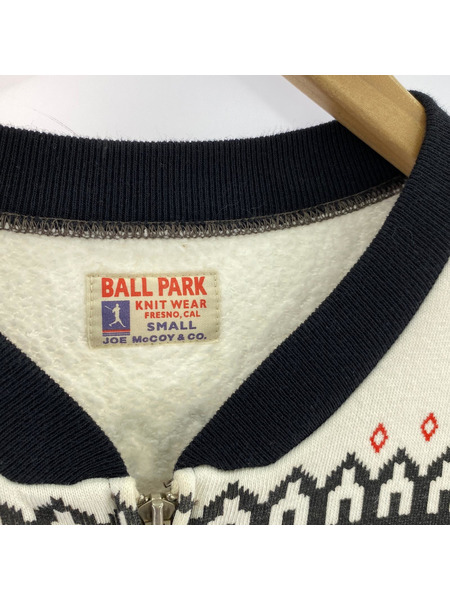 BALL PARK
KNIT WEAR
FRESNO, CAL
SMALL
JOE McCOY & CO.